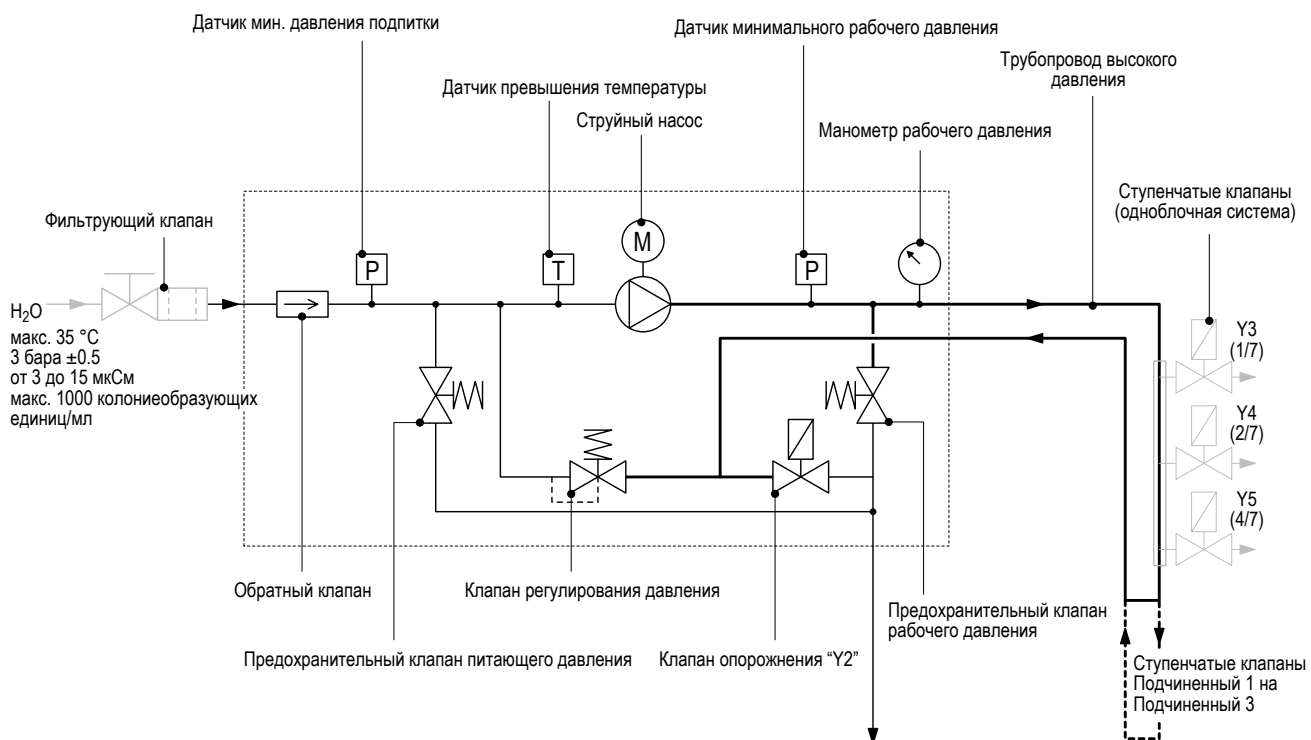 Датчик мин. давления подпитки
Датчик минимального рабочего давления
Трубопровод высокого
давления
Датчик превышения температуры
Струйный насос
Манометр рабочего давления
Ступенчатые клапаны
(одноблочная система)
Фильтрующий клапан
M
P
T
P
H₂O
макс. 35 °C
3 бара ±0.5
от 3 до 15 мкСм
макс. 1000 колониеобразующих
единиц/мл
Y3
(1/7)
Y4
(2/7)
Y5
(4/7)
Обратный клапан
Клапан регулирования давления
Предохранительный клапан
рабочего давления
Предохранительный клапан питающего давления
Клапан опорожнения “Y2”
Ступенчатые клапаны
Подчиненный 1 на
Подчиненный 3